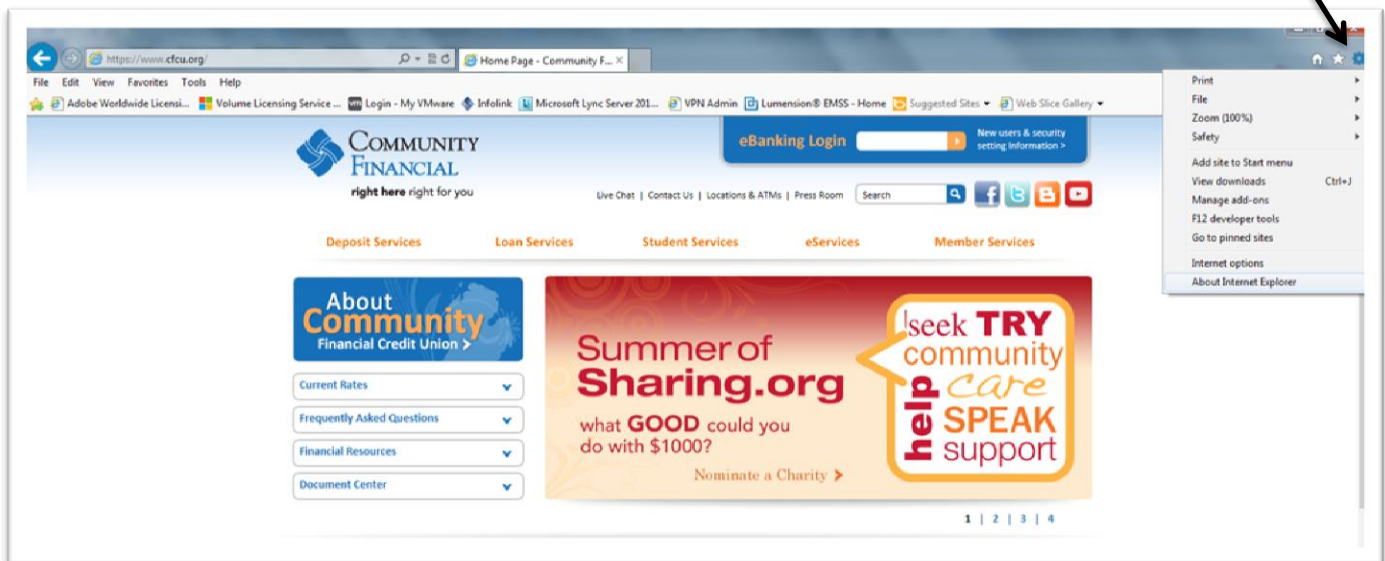 https://www.cfcu.org/
Home Page - Community F... ×
File Edit View Favorites Tools Help
Adobe Worldwide Licensi... Volume Licensing Service ... Login - My VMware Infolink Microsoft Lync Server 201... VPN Admin Lumension® EMSS - Home Suggested Sites Web Slice Gallery
Print
File
Zoom (100%)
Safety
Add site to Start menu
View downloads Ctrl+J
Manage add-ons
F12 developer tools
Go to pinned sites
Internet options
About Internet Explorer
COMMUNITY
FINANCIAL
right here right for you
eBanking Login
New users & security
setting information >
Live Chat | Contact Us | Locations & ATMs | Press Room Search
Deposit Services Loan Services Student Services eServices Member Services
About
Community
Financial Credit Union >
Current Rates
Frequently Asked Questions
Financial Resources
Document Center
Summer of
Sharing.org
what GOOD could you
do with $1000?
Nominate a Charity >
I seek TRY
community
help care
SPEAK
support
1 | 2 | 3 | 4